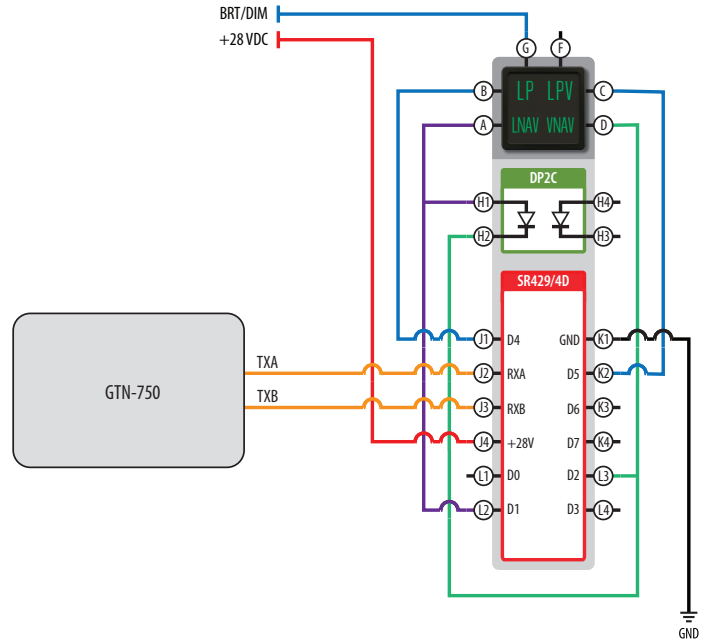 BRT/DIM
+28 VDC
G F
B LP LPV C
A LNAV VNAV D
DP2C
H1 H4
H2 H3
SR429/4D
J1 D4 GND K1
TXA J2 RXA D5 K2
GTN-750
TXB J3 RXB D6 K3
J4 +28V D7 K4
L1 D0 D2 L3
L2 D1 D3 L4
GND